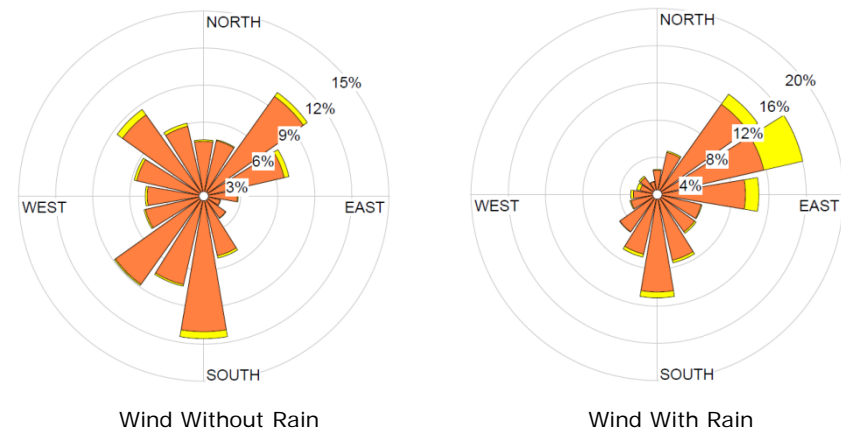 NORTH
15%
12%
9%
6%
3%
WEST
EAST
SOUTH
Wind Without Rain
NORTH
20%
16%
12%
8%
4%
WEST
EAST
SOUTH
Wind With Rain